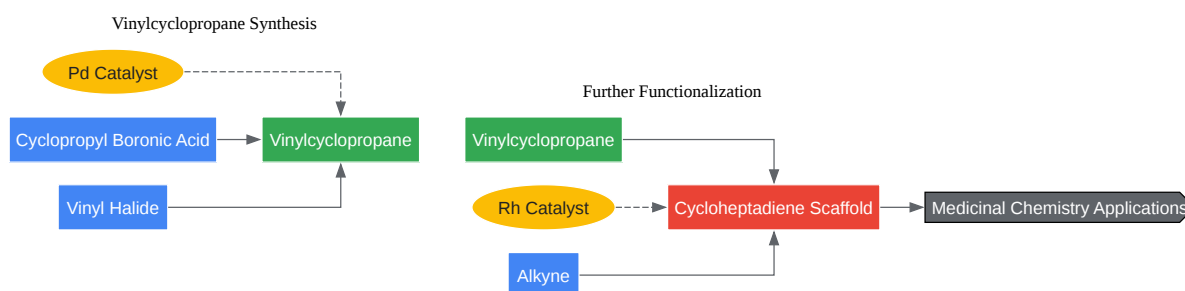 Vinylcyclopropane Synthesis
Pd Catalyst
Cyclopropyl Boronic Acid
Vinylcyclopropane
Vinyl Halide
Further Functionalization
Vinylcyclopropane
Rh Catalyst
Cycloheptadiene Scaffold
Medicinal Chemistry Applications
Alkyne